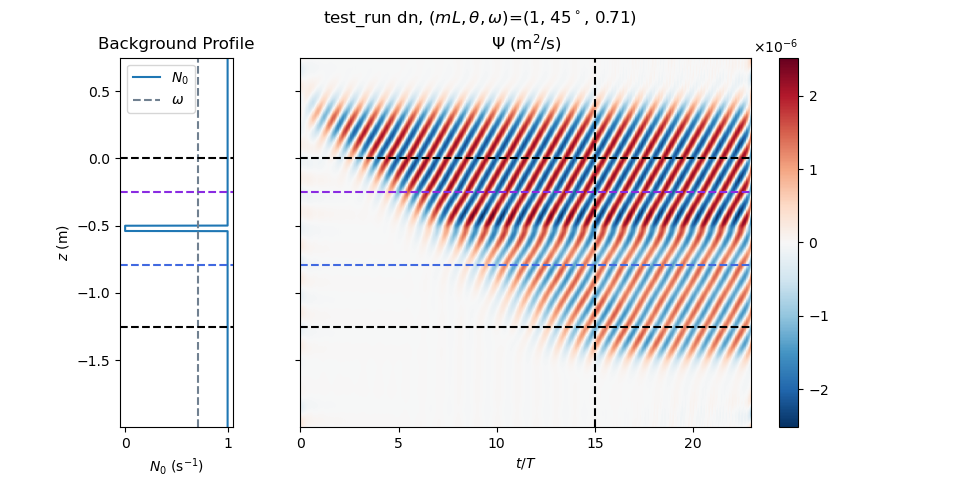 test_run dn, (mL, θ, ω)=(1, 45°, 0.71)
Background Profile
Ψ (m²/s)
×10⁻⁶
N₀
ω
0.5
0.0
−0.5
−1.0
−1.5
z (m)
0 1
N₀ (s⁻¹)
0 5 10 15 20
t/T
2
1
0
−1
−2